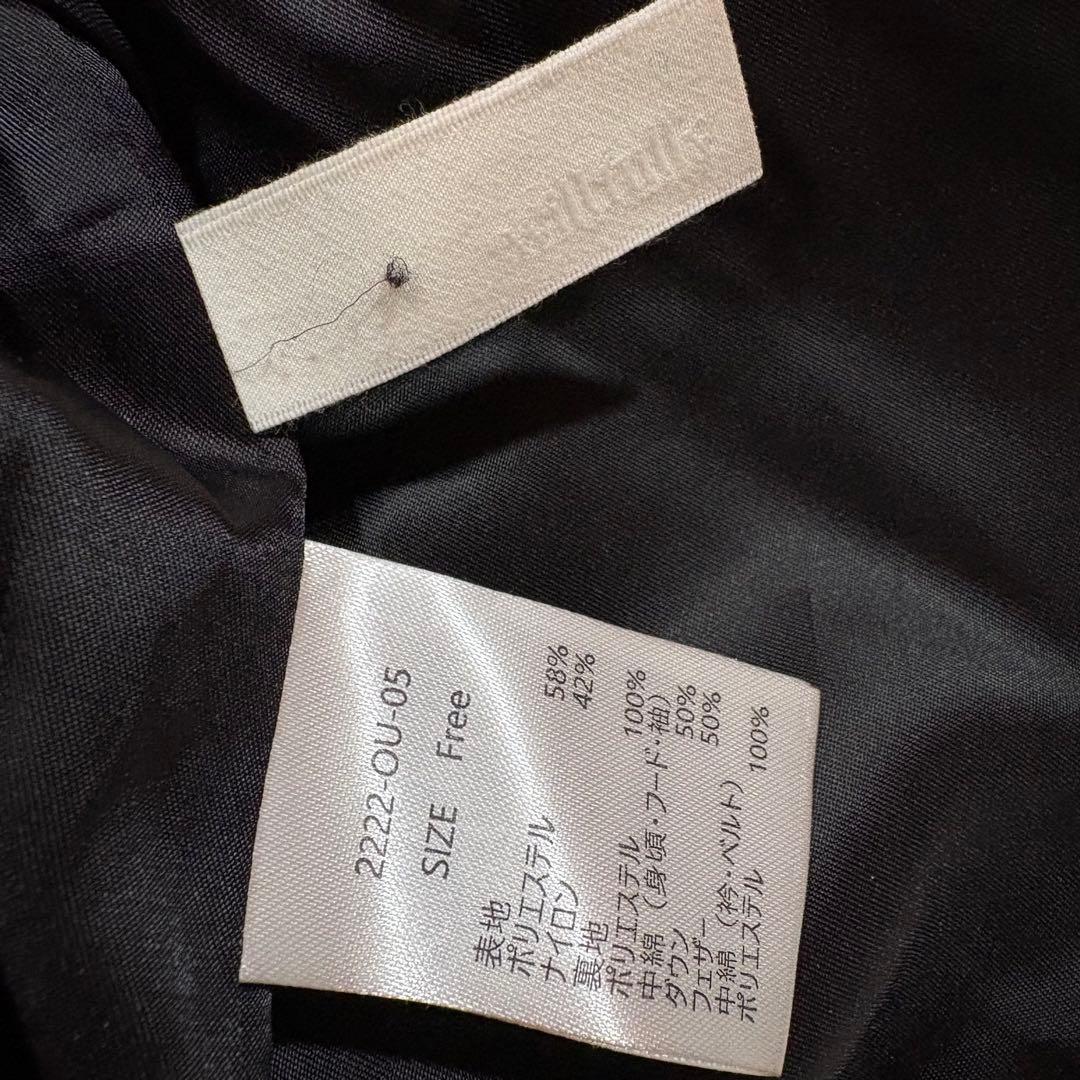 2222-OU-05
SIZE Free
表地
ポリエステル 58%
ナイロン 42%
裏地
ポリエステル 100%
中綿（身頃・フード・袖）
ダウン 50%
フェザー 50%
中綿（衿・ベルト）
ポリエステル 100%